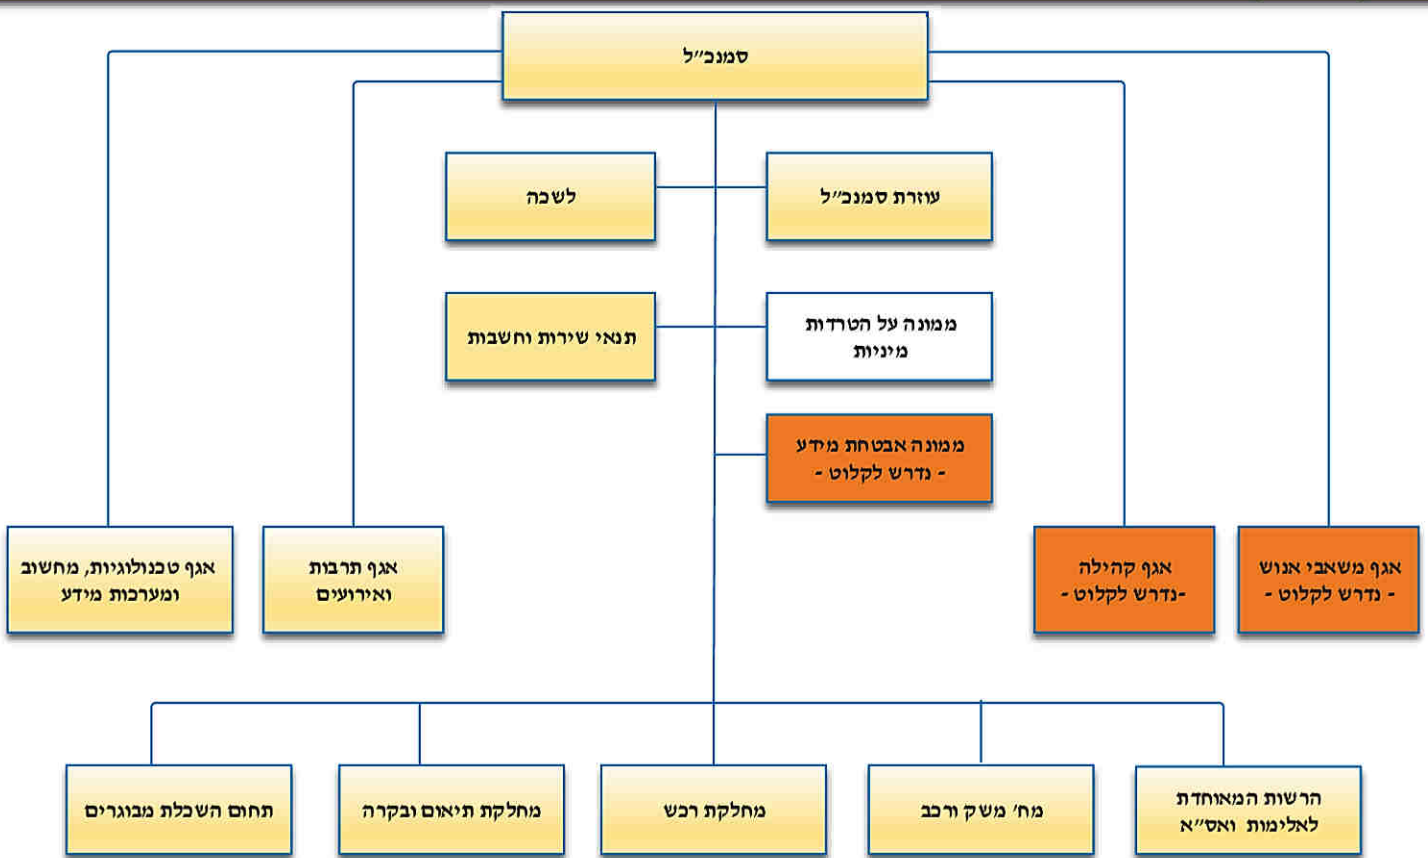 סמנכ״ל
עוזרת סמנכ״ל
לשכה
ממונה על הטרדות
מיניות
תנאי שירות וחשבות
ממונה אבטחת מידע
- נדרש לקלוט -
אגף משאבי אנוש
- נדרש לקלוט -
אגף קהילה
-נדרש לקלוט -
אגף תרבות
ואירועים
אגף טכנולוגיות, מחשוב
ומערכות מידע
הרשות המאוחדת
לאלימות ואס״א
מח׳ משק ורכב
מחלקת רכש
מחלקת תיאום ובקרה
תחום השכלת מבוגרים